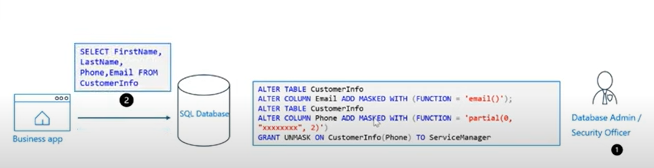 SELECT FirstName,
LastName,
Phone,Email FROM
CustomerInfo
2
Business app
SQL Database
ALTER TABLE CustomerInfo
ALTER COLUMN Email ADD MASKED WITH (FUNCTION = 'email()');
ALTER TABLE CustomerInfo
ALTER COLUMN Phone ADD MASKED WITH (FUNCTION = 'partial(0,
"xxxxxxxx", 2)')
GRANT UNMASK ON CustomerInfo(Phone) TO ServiceManager
Database Admin /
Security Officer
1